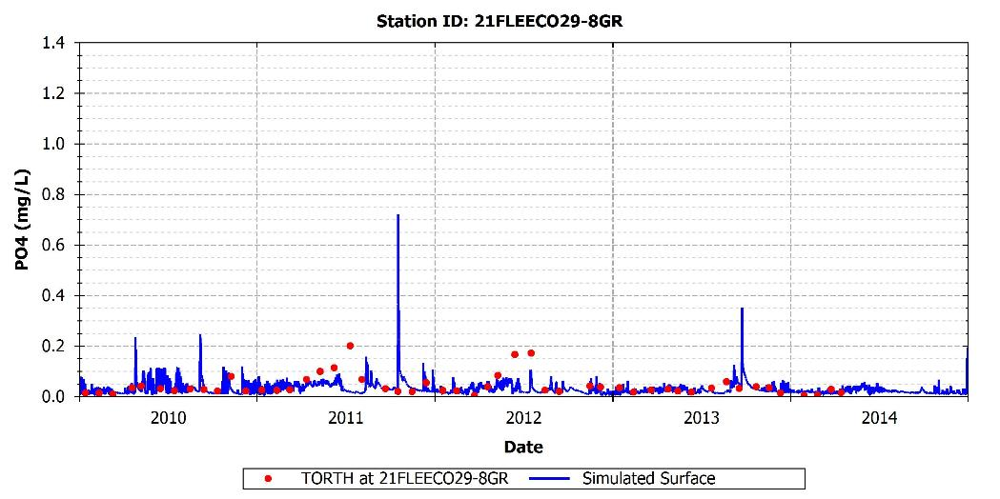 Station ID: 21FLEECO29-8GR
1.4
1.2
1.0
0.8
0.6
0.4
0.2
0.0
PO4 (mg/L)
2010 2011 2012 2013 2014
Date
TORTH at 21FLEECO29-8GR Simulated Surface